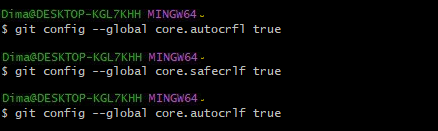 Dima@DESKTOP-KGL7KHH MINGW64 ~
$ git config --global core.autocrfl true
Dima@DESKTOP-KGL7KHH MINGW64 ~
$ git config --global core.safecrlf true
Dima@DESKTOP-KGL7KHH MINGW64 ~
$ git config --global core.autocrlf true